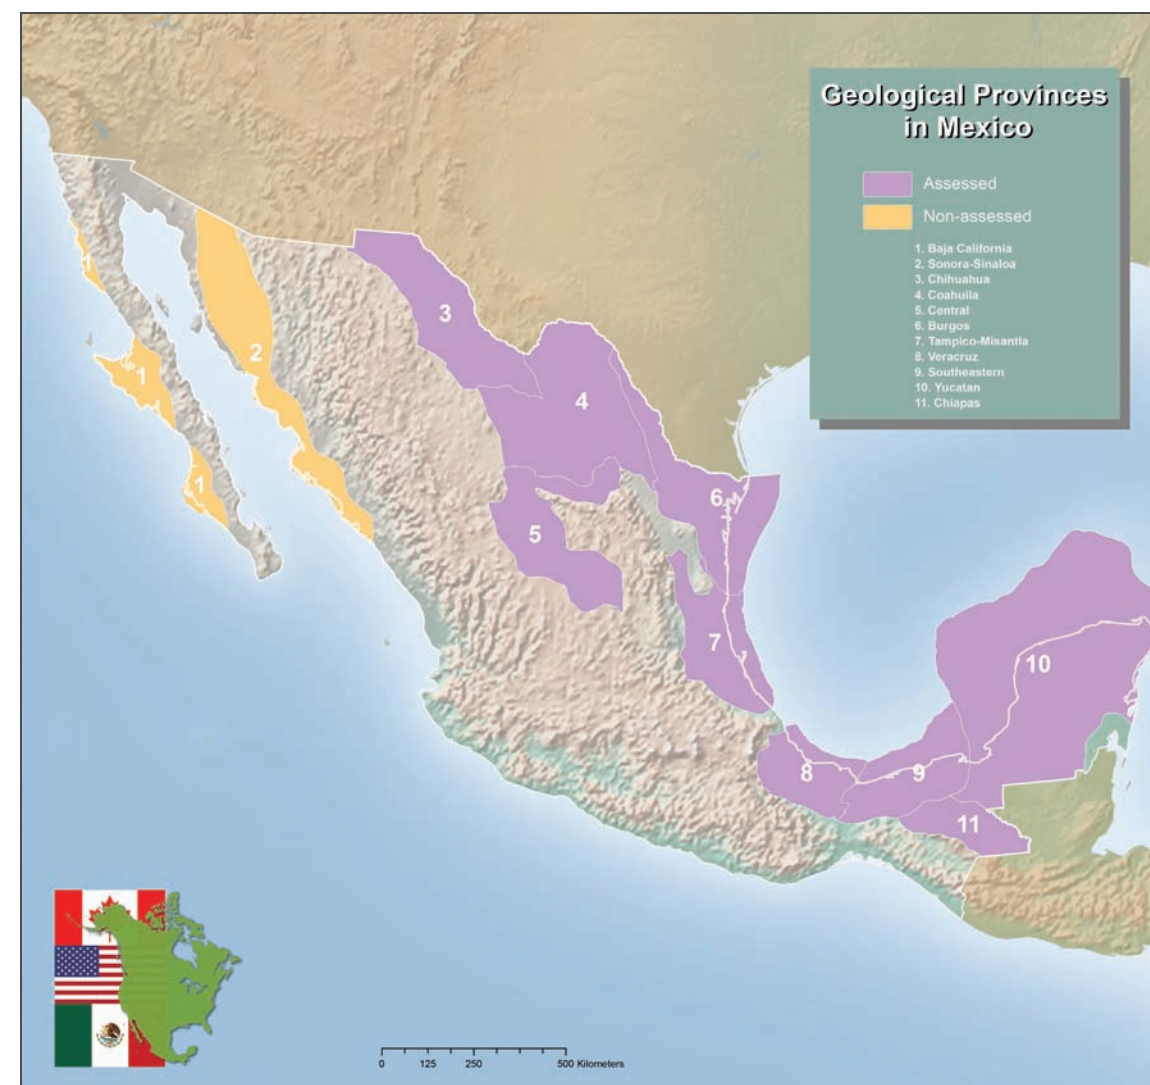 Geological Provinces
in Mexico
Assessed
Non-assessed
1. Baja California
2. Sonora-Sinaloa
3. Chihuahua
4. Coahuila
5. Central
6. Burgos
7. Tampico-Misantla
8. Veracruz
9. Southeastern
10. Yucatan
11. Chiapas
1
3
2
1
4
1
6
5
7
10
8
9
11
0 125 250 500 Kilometers